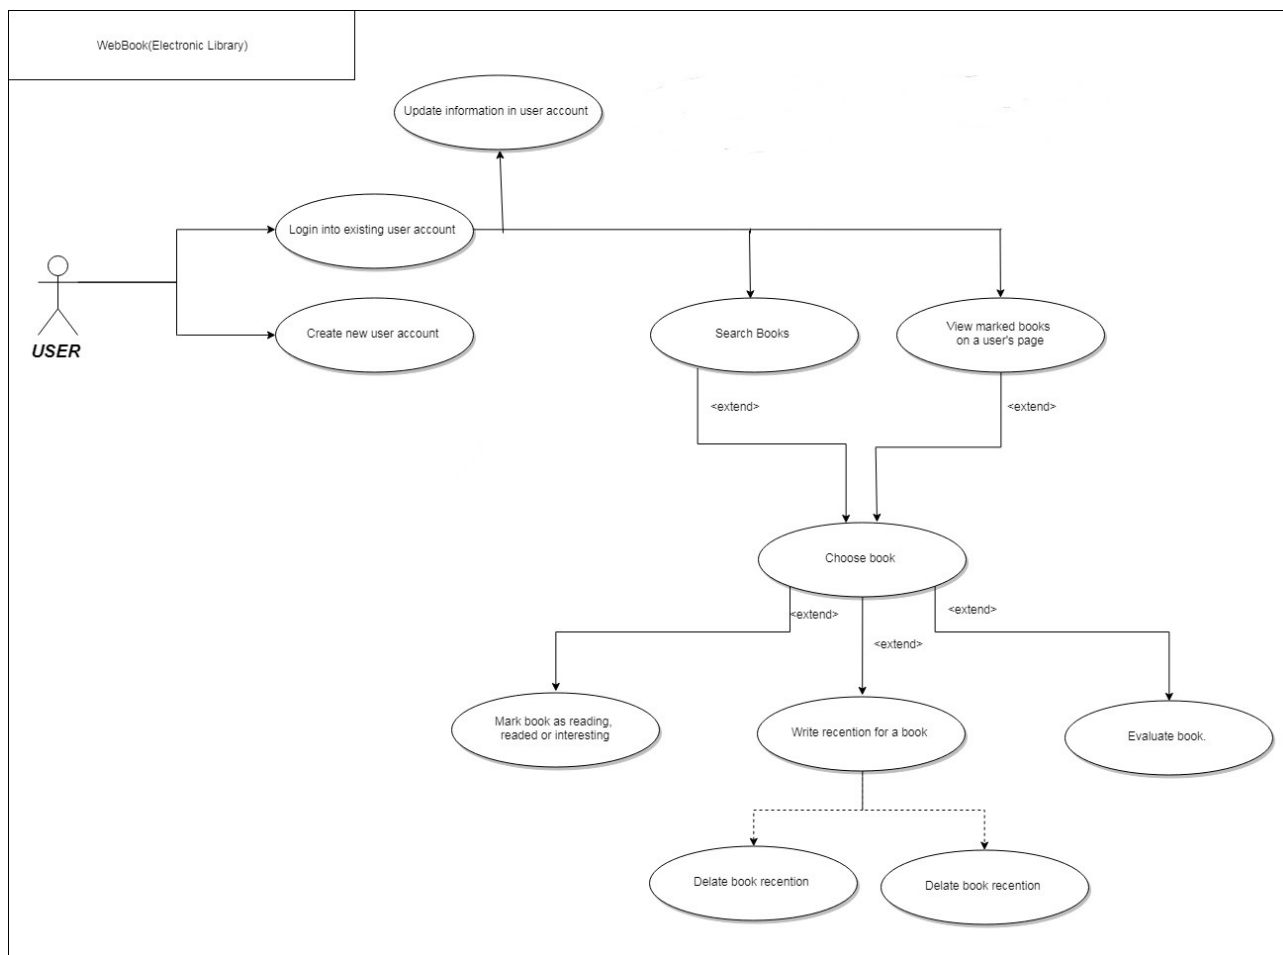 WebBook(Electronic Library)
Update information in user account
Login into existing user account
Create new user account
USER
Search Books
View marked books
on a user's page
<extend>
<extend>
Choose book
<extend>
<extend>
<extend>
Mark book as reading,
readed or interesting
Write recention for a book
Evaluate book.
Delate book recention
Delate book recention